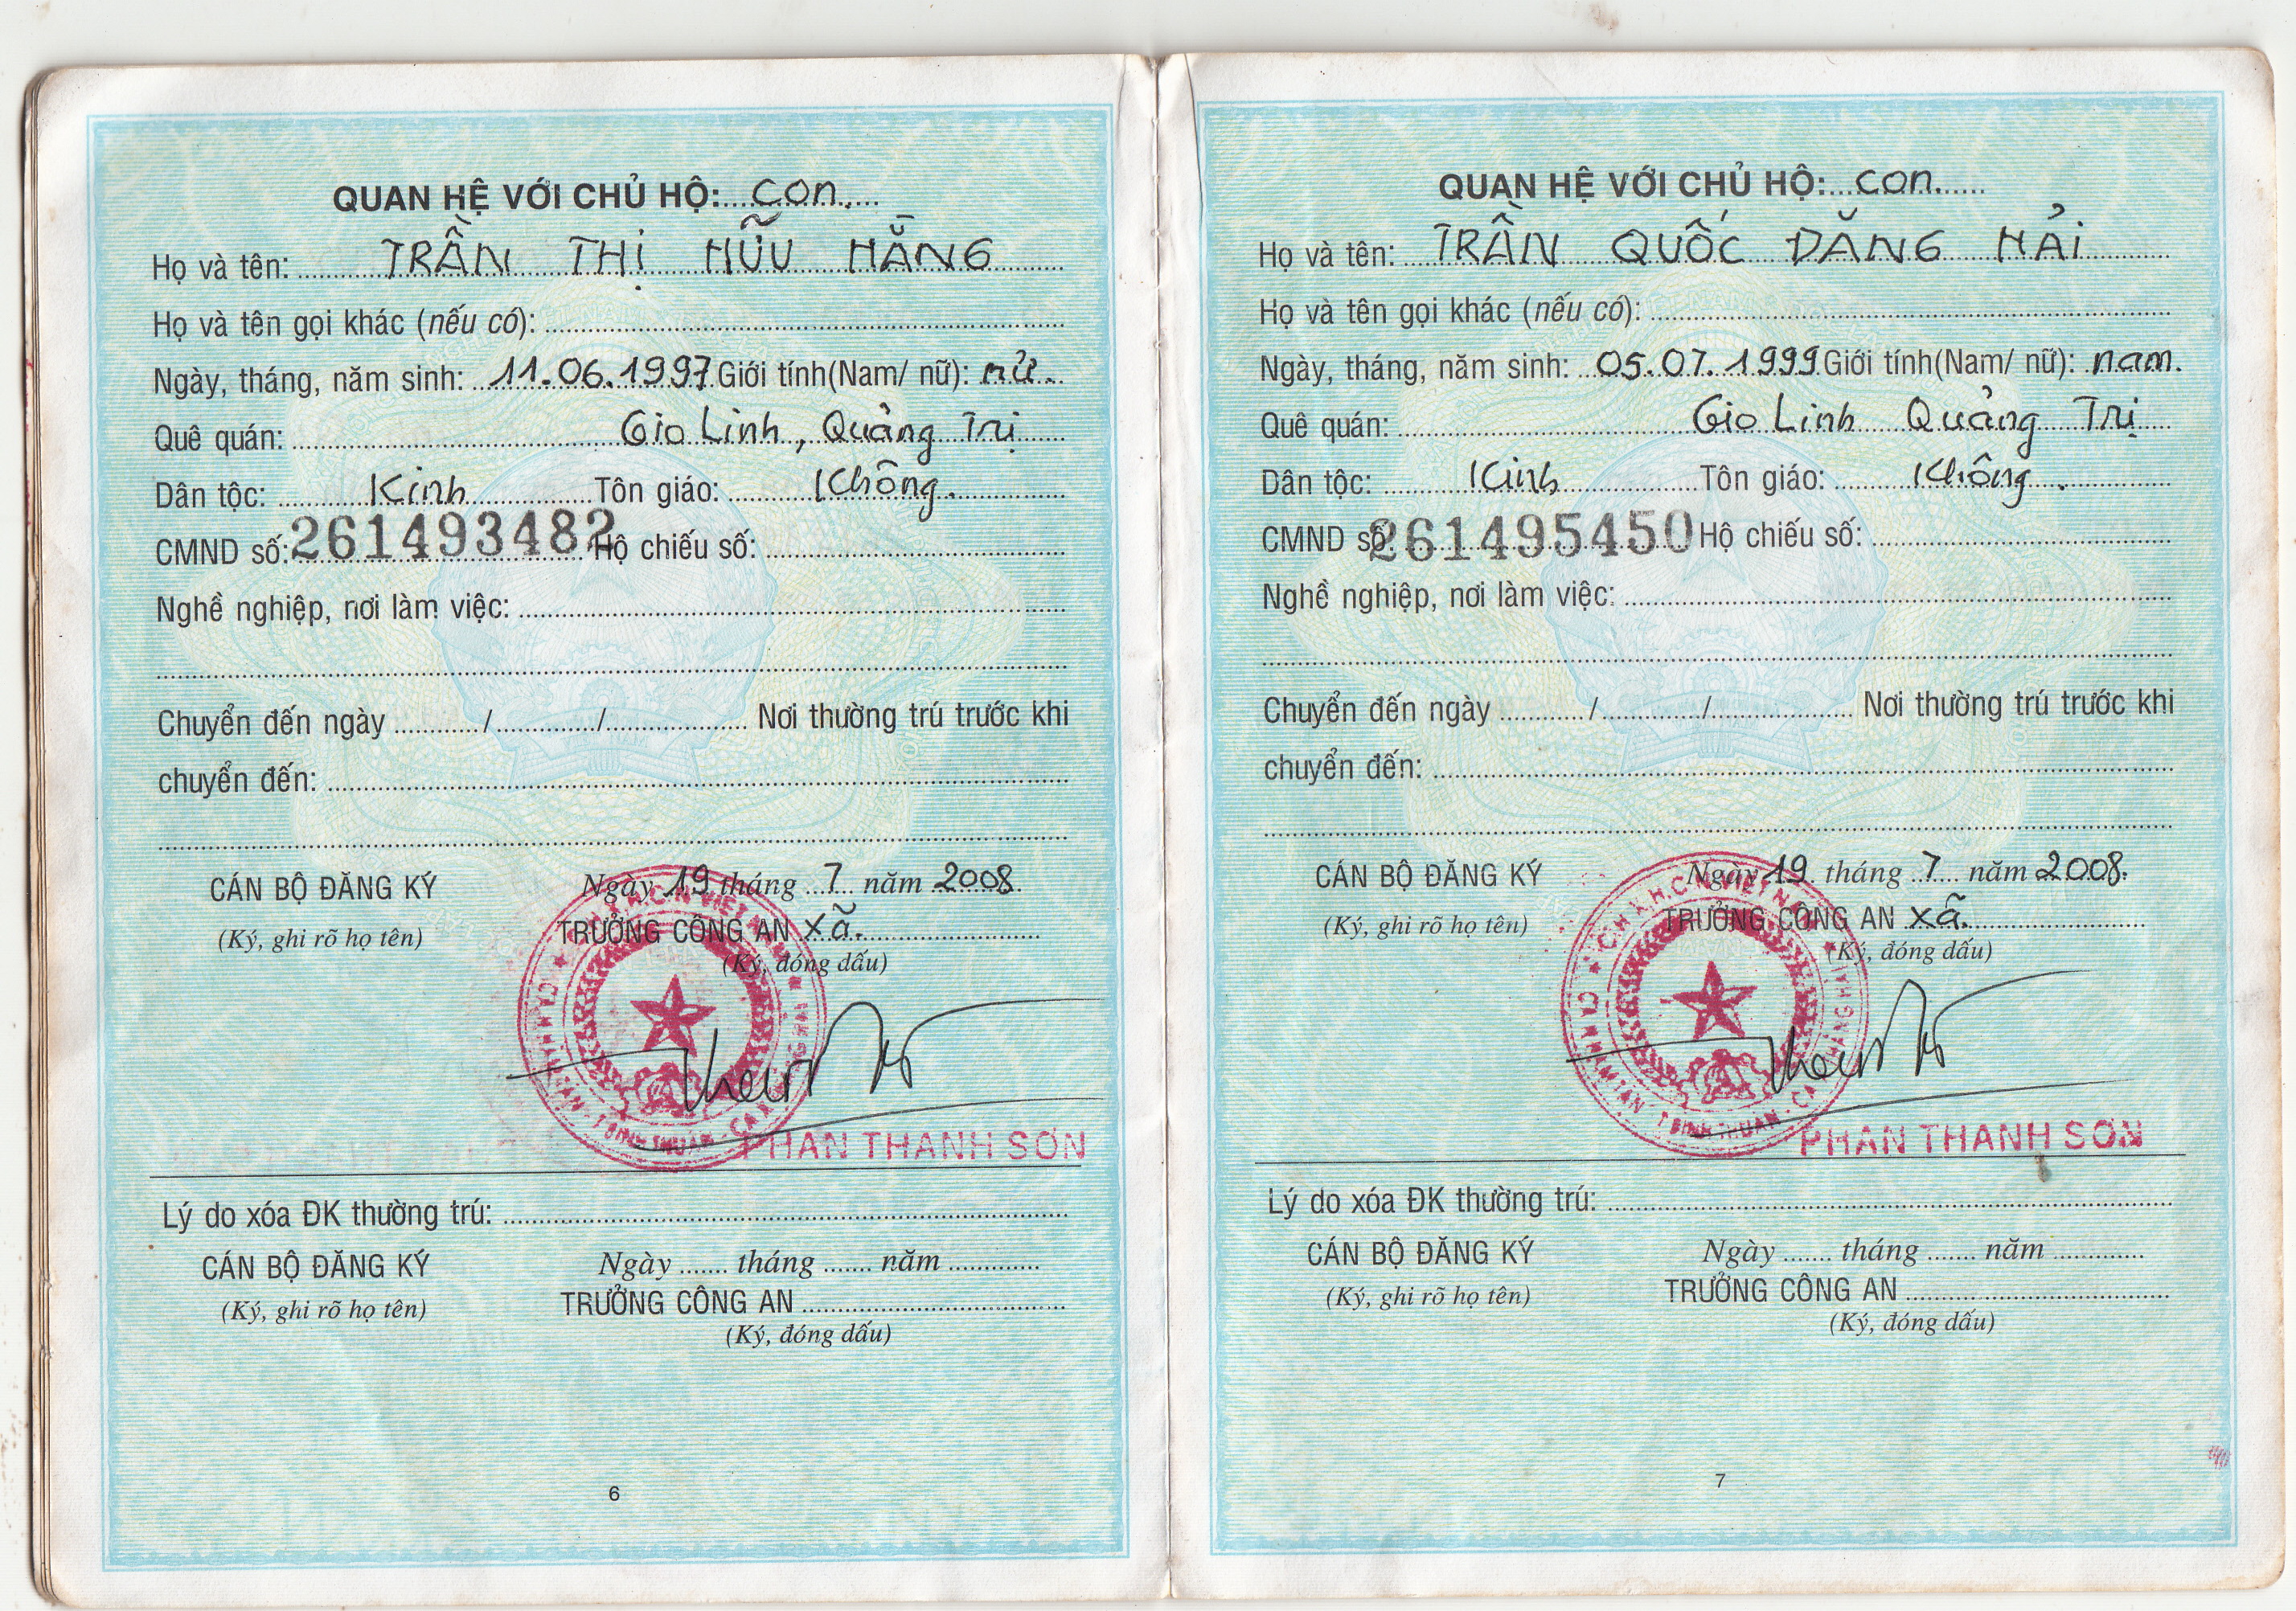 QUAN HỆ VỚI CHỦ HỘ: con.
Họ và tên: TRẦN THỊ HỮU HẰNG
Họ và tên gọi khác (nếu có):
Ngày, tháng, năm sinh: 11.06.1997 Giới tính(Nam/ nữ): nữ.
Quê quán: Gio Linh, Quảng Trị
Dân tộc: Kinh Tôn giáo: Không.
CMND số: 261493482 Hộ chiếu số:
Nghề nghiệp, nơi làm việc:
Chuyển đến ngày / / Nơi thường trú trước khi
chuyển đến:
CÁN BỘ ĐĂNG KÝ Ngày 19 tháng 7 năm 2008.
(Ký, ghi rõ họ tên) TRƯỞNG CÔNG AN xã.
(Ký, đóng dấu)
PHAN THANH SƠN
Lý do xóa ĐK thường trú:
CÁN BỘ ĐĂNG KÝ Ngày tháng năm
(Ký, ghi rõ họ tên) TRƯỞNG CÔNG AN
(Ký, đóng dấu)
6
QUAN HỆ VỚI CHỦ HỘ: con.
Họ và tên: TRẦN QUỐC ĐĂNG HẢI
Họ và tên gọi khác (nếu có):
Ngày, tháng, năm sinh: 05.07.1999 Giới tính(Nam/ nữ): nam.
Quê quán: Gio Linh Quảng Trị
Dân tộc: Kinh Tôn giáo: Không.
CMND số: 261495450 Hộ chiếu số:
Nghề nghiệp, nơi làm việc:
Chuyển đến ngày / / Nơi thường trú trước khi
chuyển đến:
CÁN BỘ ĐĂNG KÝ Ngày 19 tháng 7 năm 2008.
(Ký, ghi rõ họ tên) TRƯỞNG CÔNG AN xã.
(Ký, đóng dấu)
PHAN THANH SƠN
Lý do xóa ĐK thường trú:
CÁN BỘ ĐĂNG KÝ Ngày tháng năm
(Ký, ghi rõ họ tên) TRƯỞNG CÔNG AN
(Ký, đóng dấu)
7